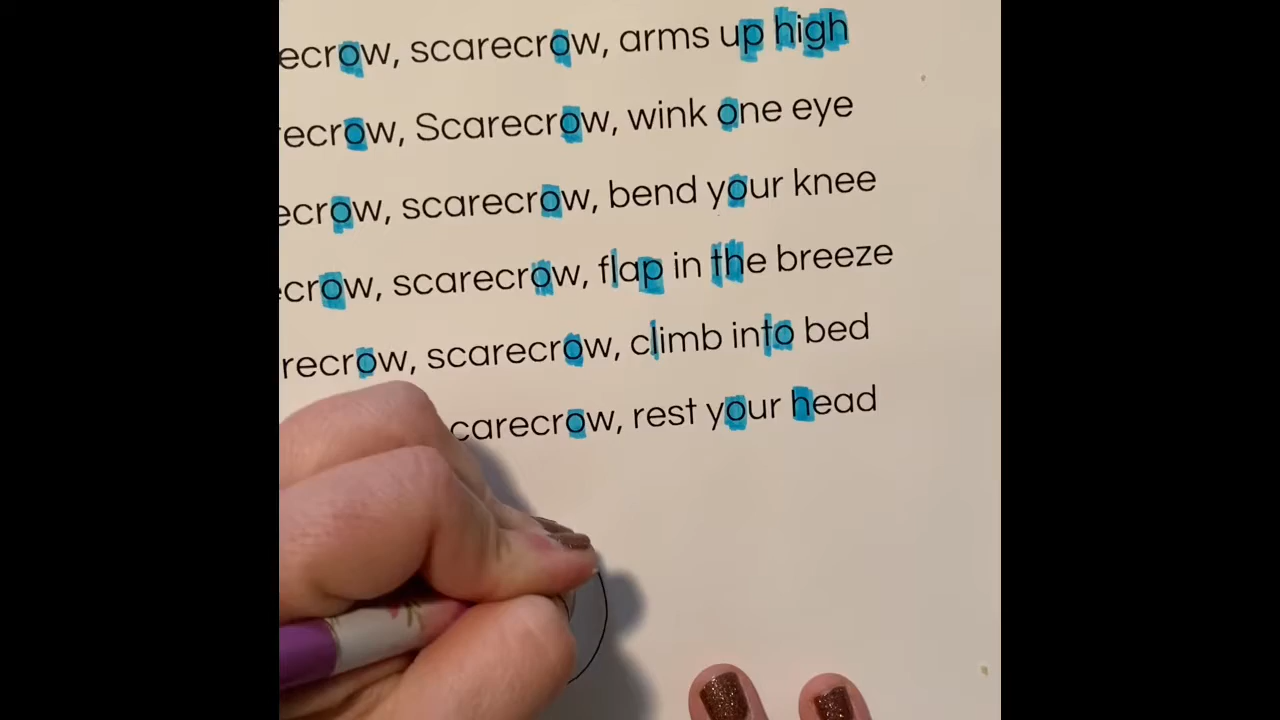 ecrow, scarecrow, arms up high
recrow, Scarecrow, wink one eye
ecrow, scarecrow, bend your knee
ecrow, scarecrow, flap in the breeze
recrow, scarecrow, climb into bed
carecrow, rest your head